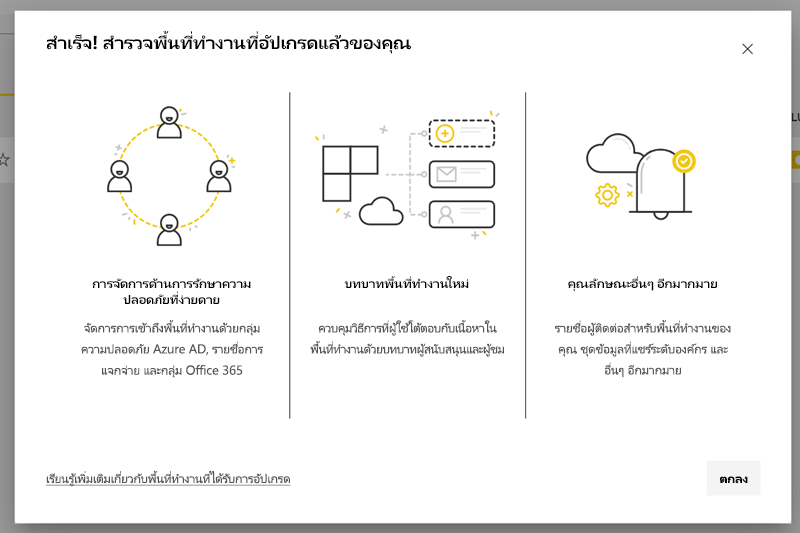 สำเร็จ! สำรวจพื้นที่ทำงานที่อัปเกรดแล้วของคุณ
การจัดการด้านการรักษาความ
ปลอดภัยที่ง่ายดาย
จัดการการเข้าถึงพื้นที่ทำงานด้วยกลุ่ม
ความปลอดภัย Azure AD, รายชื่อการ
แจกจ่าย และกลุ่ม Office 365
บทบาทพื้นที่ทำงานใหม่
ควบคุมวิธีการที่ผู้ใช้โต้ตอบกับเนื้อหาใน
พื้นที่ทำงานด้วยบทบาทผู้สนับสนุนและผู้ชม
คุณลักษณะอื่นๆ อีกมากมาย
รายชื่อผู้ติดต่อสำหรับพื้นที่ทำงานของ
คุณ ชุดข้อมูลที่แชร์ระดับองค์กร และ
อื่นๆ อีกมากมาย
เรียนรู้เพิ่มเติมเกี่ยวกับพื้นที่ทำงานที่ได้รับการอัปเกรด
ตกลง